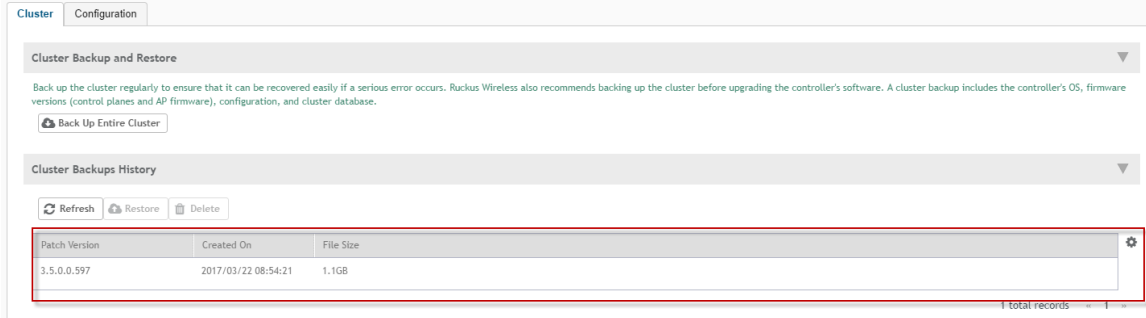 Cluster Configuration
Cluster Backup and Restore
Back up the cluster regularly to ensure that it can be recovered easily if a serious error occurs. Ruckus Wireless also recommends backing up the cluster before upgrading the controller's software. A cluster backup includes the controller's OS, firmware
versions (control planes and AP firmware), configuration, and cluster database.
Back Up Entire Cluster
Cluster Backups History
Refresh Restore Delete
Patch Version Created On File Size
3.5.0.0.597 2017/03/22 08:54:21 1.1GB
1 total records « 1 »